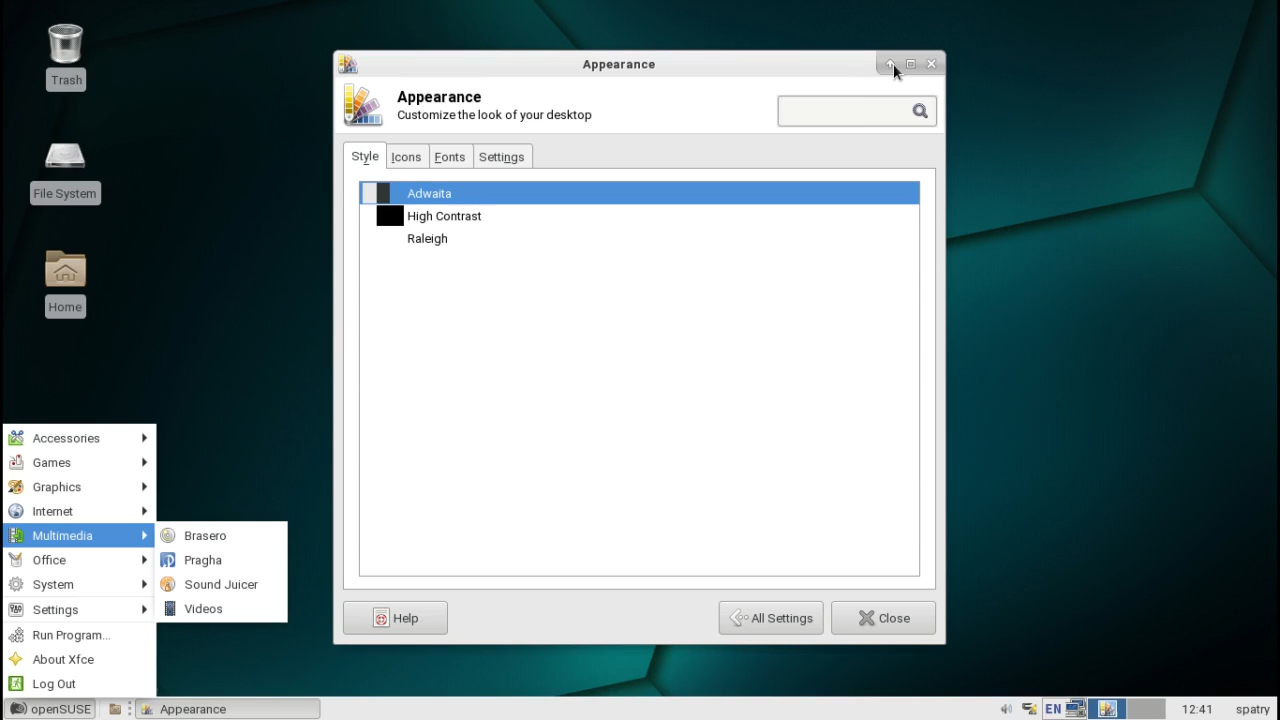 Trash
File System
Home
Appearance
Appearance
Customize the look of your desktop
Style
Icons
Fonts
Settings
Adwaita
High Contrast
Raleigh
Help
All Settings
Close
Accessories
Games
Graphics
Internet
Multimedia
Office
System
Settings
Run Program...
About Xfce
Log Out
Brasero
Pragha
Sound Juicer
Videos
openSUSE
Appearance
EN
12:41
spatry